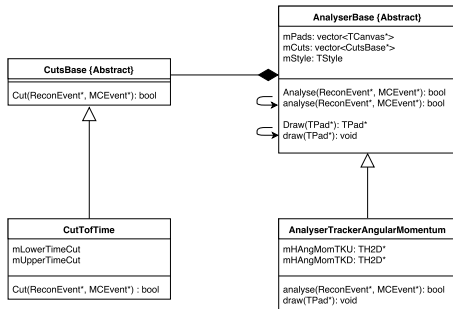 AnalyserBase {Abstract}
mPads: vector<TCanvas*>
mCuts: vector<CutsBase*>
mStyle: TStyle
Analyse(ReconEvent*, MCEvent*): bool
analyse(ReconEvent*, MCEvent*): bool
Draw(TPad*): TPad*
draw(TPad*): void
CutsBase {Abstract}
Cut(ReconEvent*, MCEvent*): bool
CutTofTime
mLowerTimeCut
mUpperTimeCut
Cut(ReconEvent*, MCEvent*) : bool
AnalyserTrackerAngularMomentum
mHAngMomTKU: TH2D*
mHAngMomTKD: TH2D*
analyse(ReconEvent*, MCEvent*): bool
draw(TPad*): void